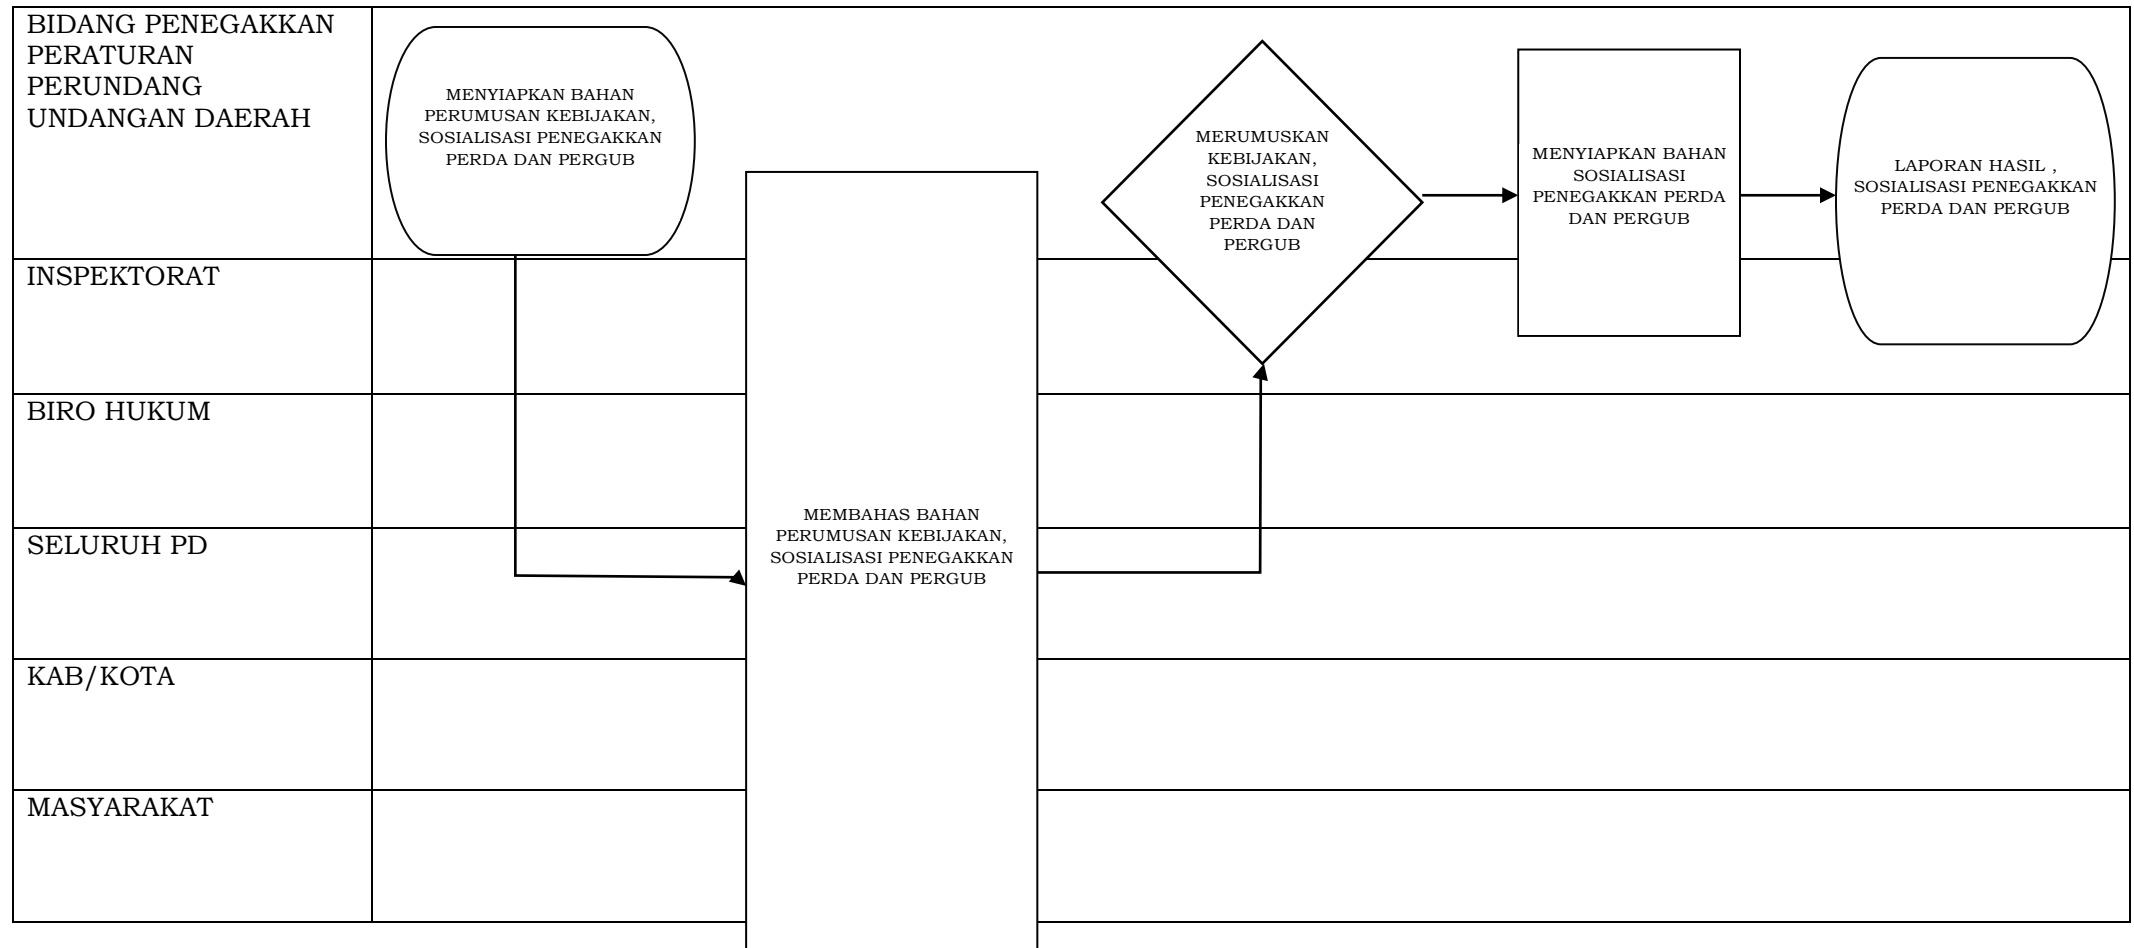 BIDANG PENEGAKKAN
PERATURAN
PERUNDANG
UNDANGAN DAERAH
MENYIAPKAN BAHAN
PERUMUSAN KEBIJAKAN,
SOSIALISASI PENEGAKKAN
PERDA DAN PERGUB
MERUMUSKAN
KEBIJAKAN,
SOSIALISASI
PENEGAKKAN
PERDA DAN
PERGUB
MENYIAPKAN BAHAN
SOSIALISASI
PENEGAKKAN PERDA
DAN PERGUB
LAPORAN HASIL ,
SOSIALISASI PENEGAKKAN
PERDA DAN PERGUB
INSPEKTORAT
BIRO HUKUM
MEMBAHAS BAHAN
PERUMUSAN KEBIJAKAN,
SOSIALISASI PENEGAKKAN
PERDA DAN PERGUB
SELURUH PD
KAB/KOTA
MASYARAKAT